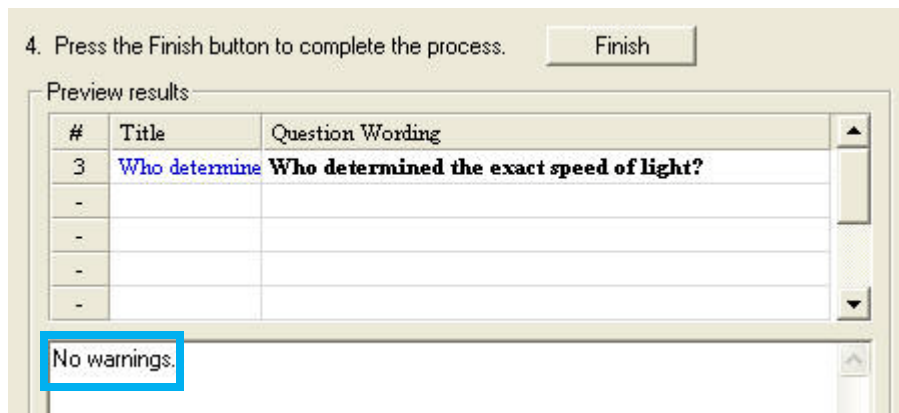 4. Press the Finish button to complete the process. Finish
Preview results
# Title Question Wording
3 Who determine Who determined the exact speed of light?
-
-
-
-
No warnings.